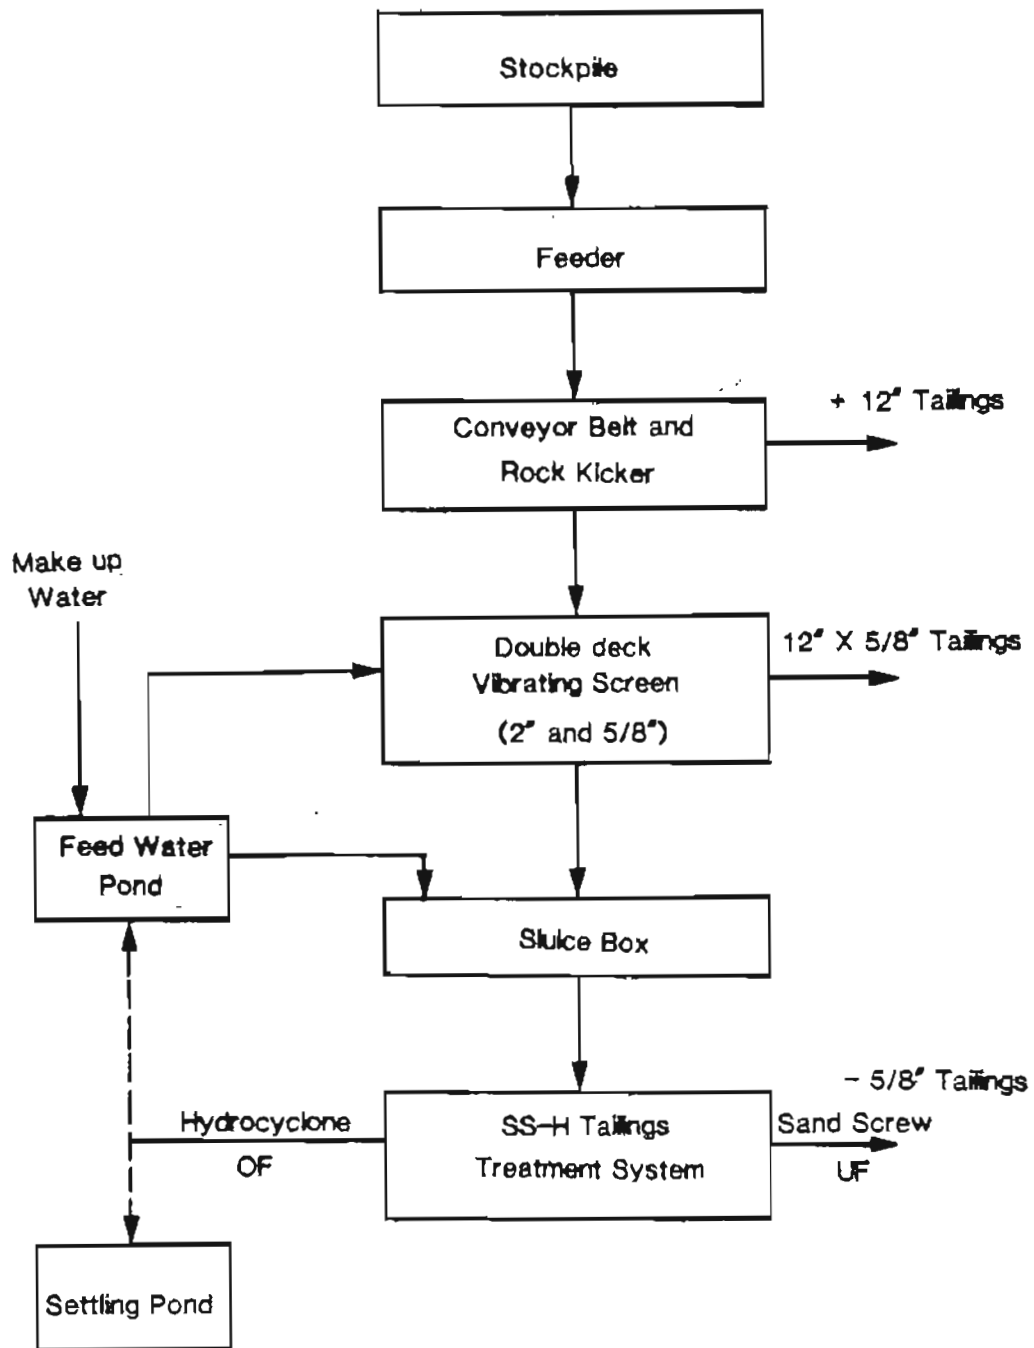 Stockpile
Feeder
+ 12" Tailings
Conveyor Belt and
Rock Kicker
Make up
Water
12" X 5/8" Tailings
Double deck
Vibrating Screen
(2" and 5/8")
Feed Water
Pond
Sluice Box
- 5/8" Tailings
Hydrocyclone
OF
SS-H Tailings
Treatment System
Sand Screw
UF
Settling Pond